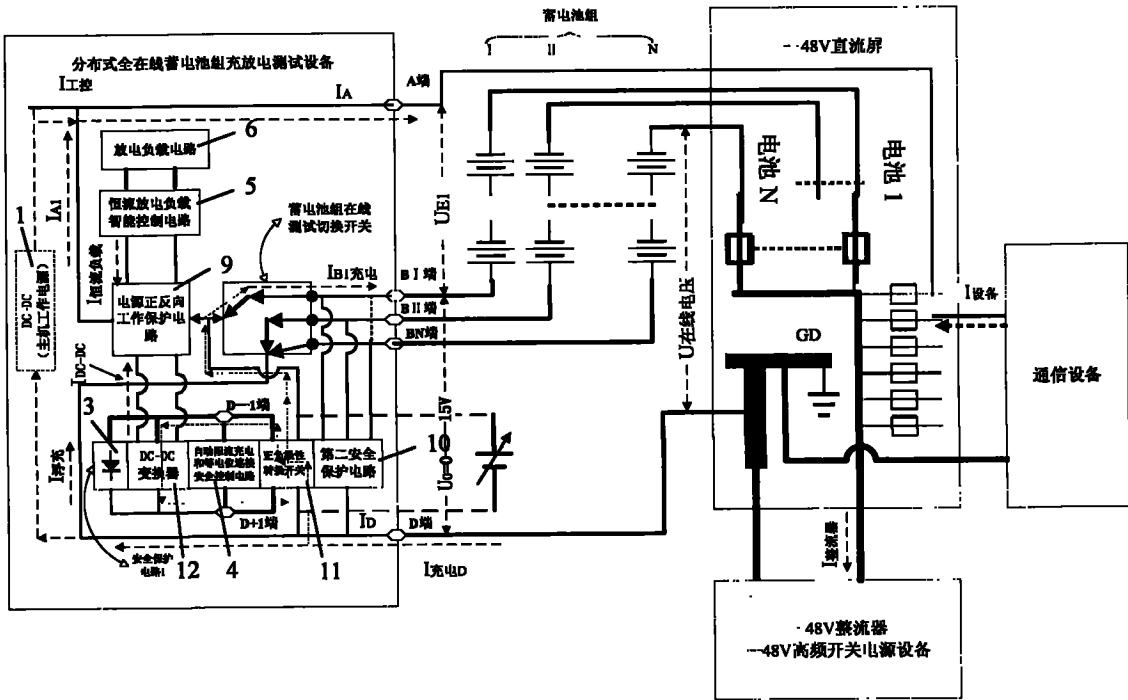 蓄电池组
I II N
--48V直流屏
分布式全在线蓄电池组充放电测试设备
I工控
IA
A端
6
放电负载电路
5
恒流放电负载
智能控制电路
IA1
UE1
电池 N
电池 1
1
DC-DC
(主机工作电源)
I恒流负载
蓄电池组在线
测试切换开关
9
电源正反向
工作保护电
路
IB1充电
BⅠ端
BⅡ端
BN端
U在线电压
I设备
GD
通信设备
IDC-DC
3
D—1端
Uc=0—15V
10
DC-DC
变换器
自动限流充电
和等电位连接
安全控制电路
转换开关
第二安全
保护电路
I浮充
D+1端
ID
D端
安全保护
电路1
12
4
11
I充电D
I整流器
-48V整流器
—48V高频开关电源设备